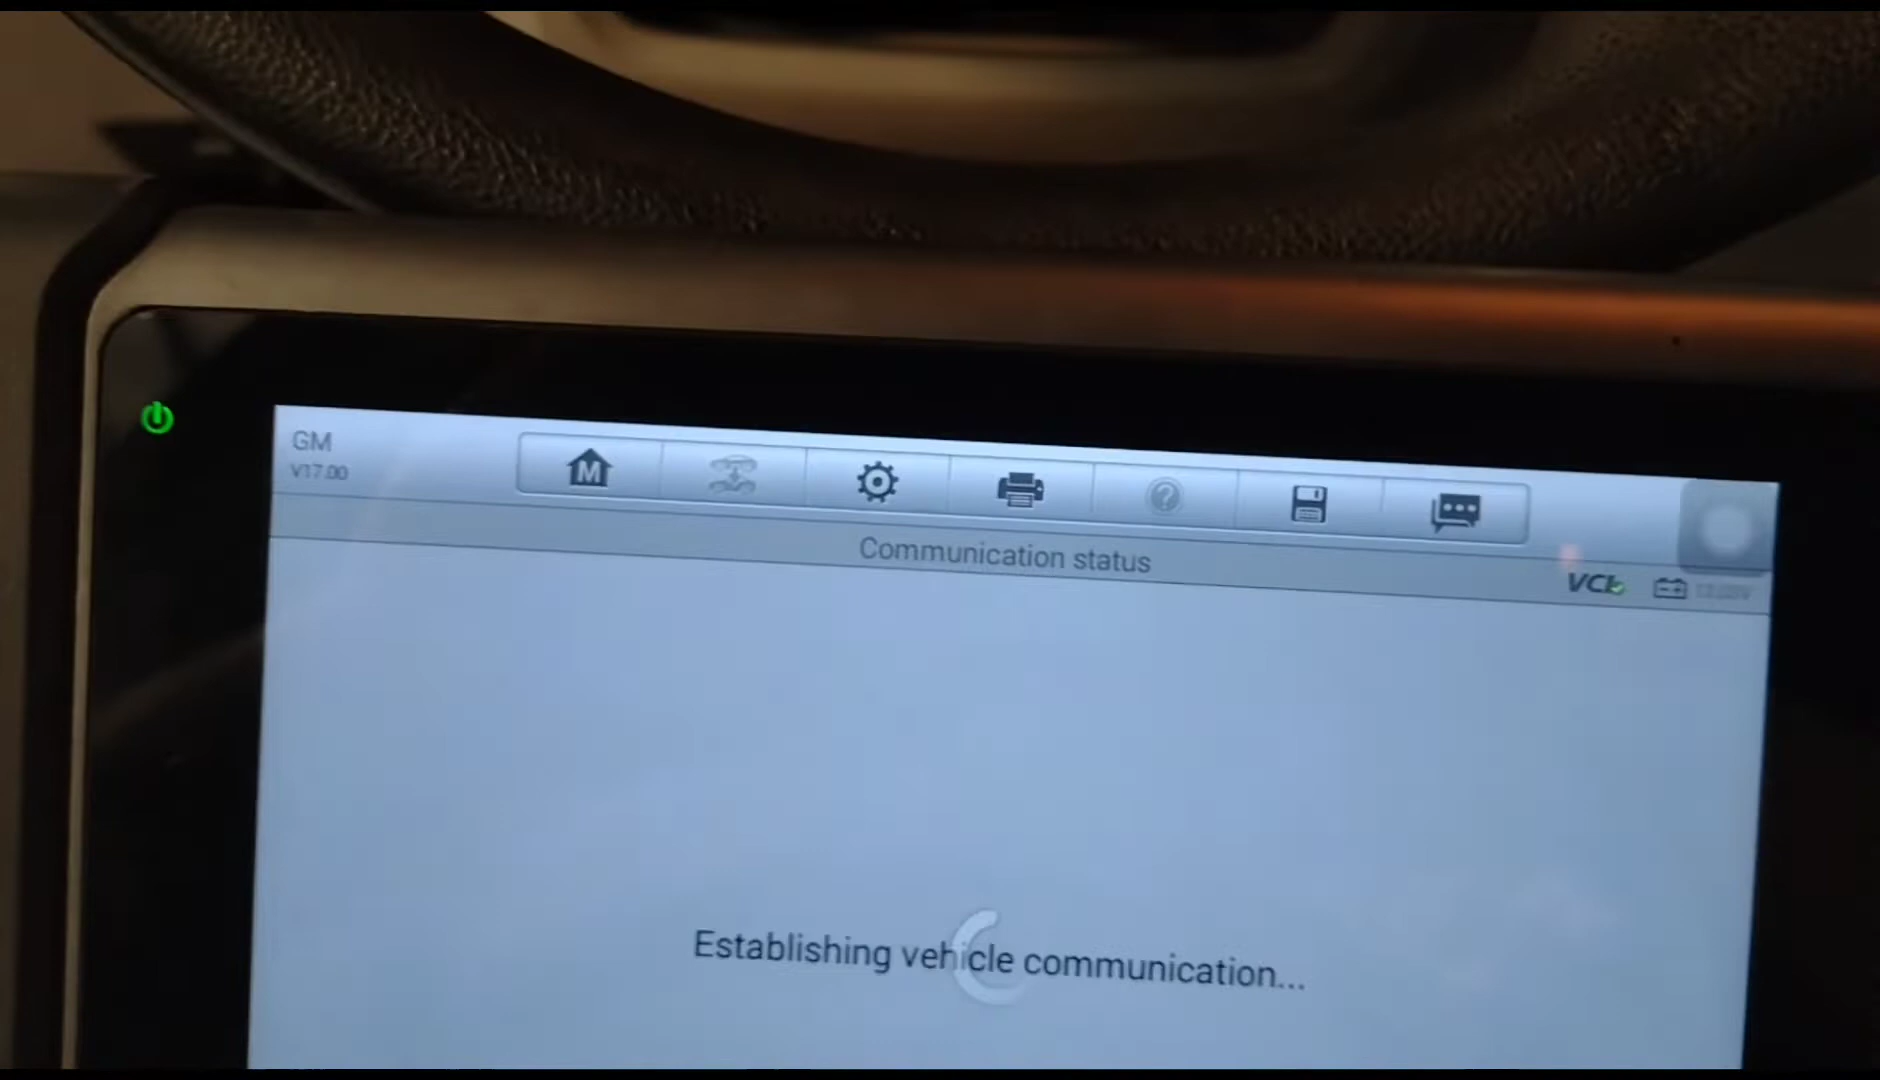 GM
V17.00
M
Communication status
VCI
Establishing vehicle communication...